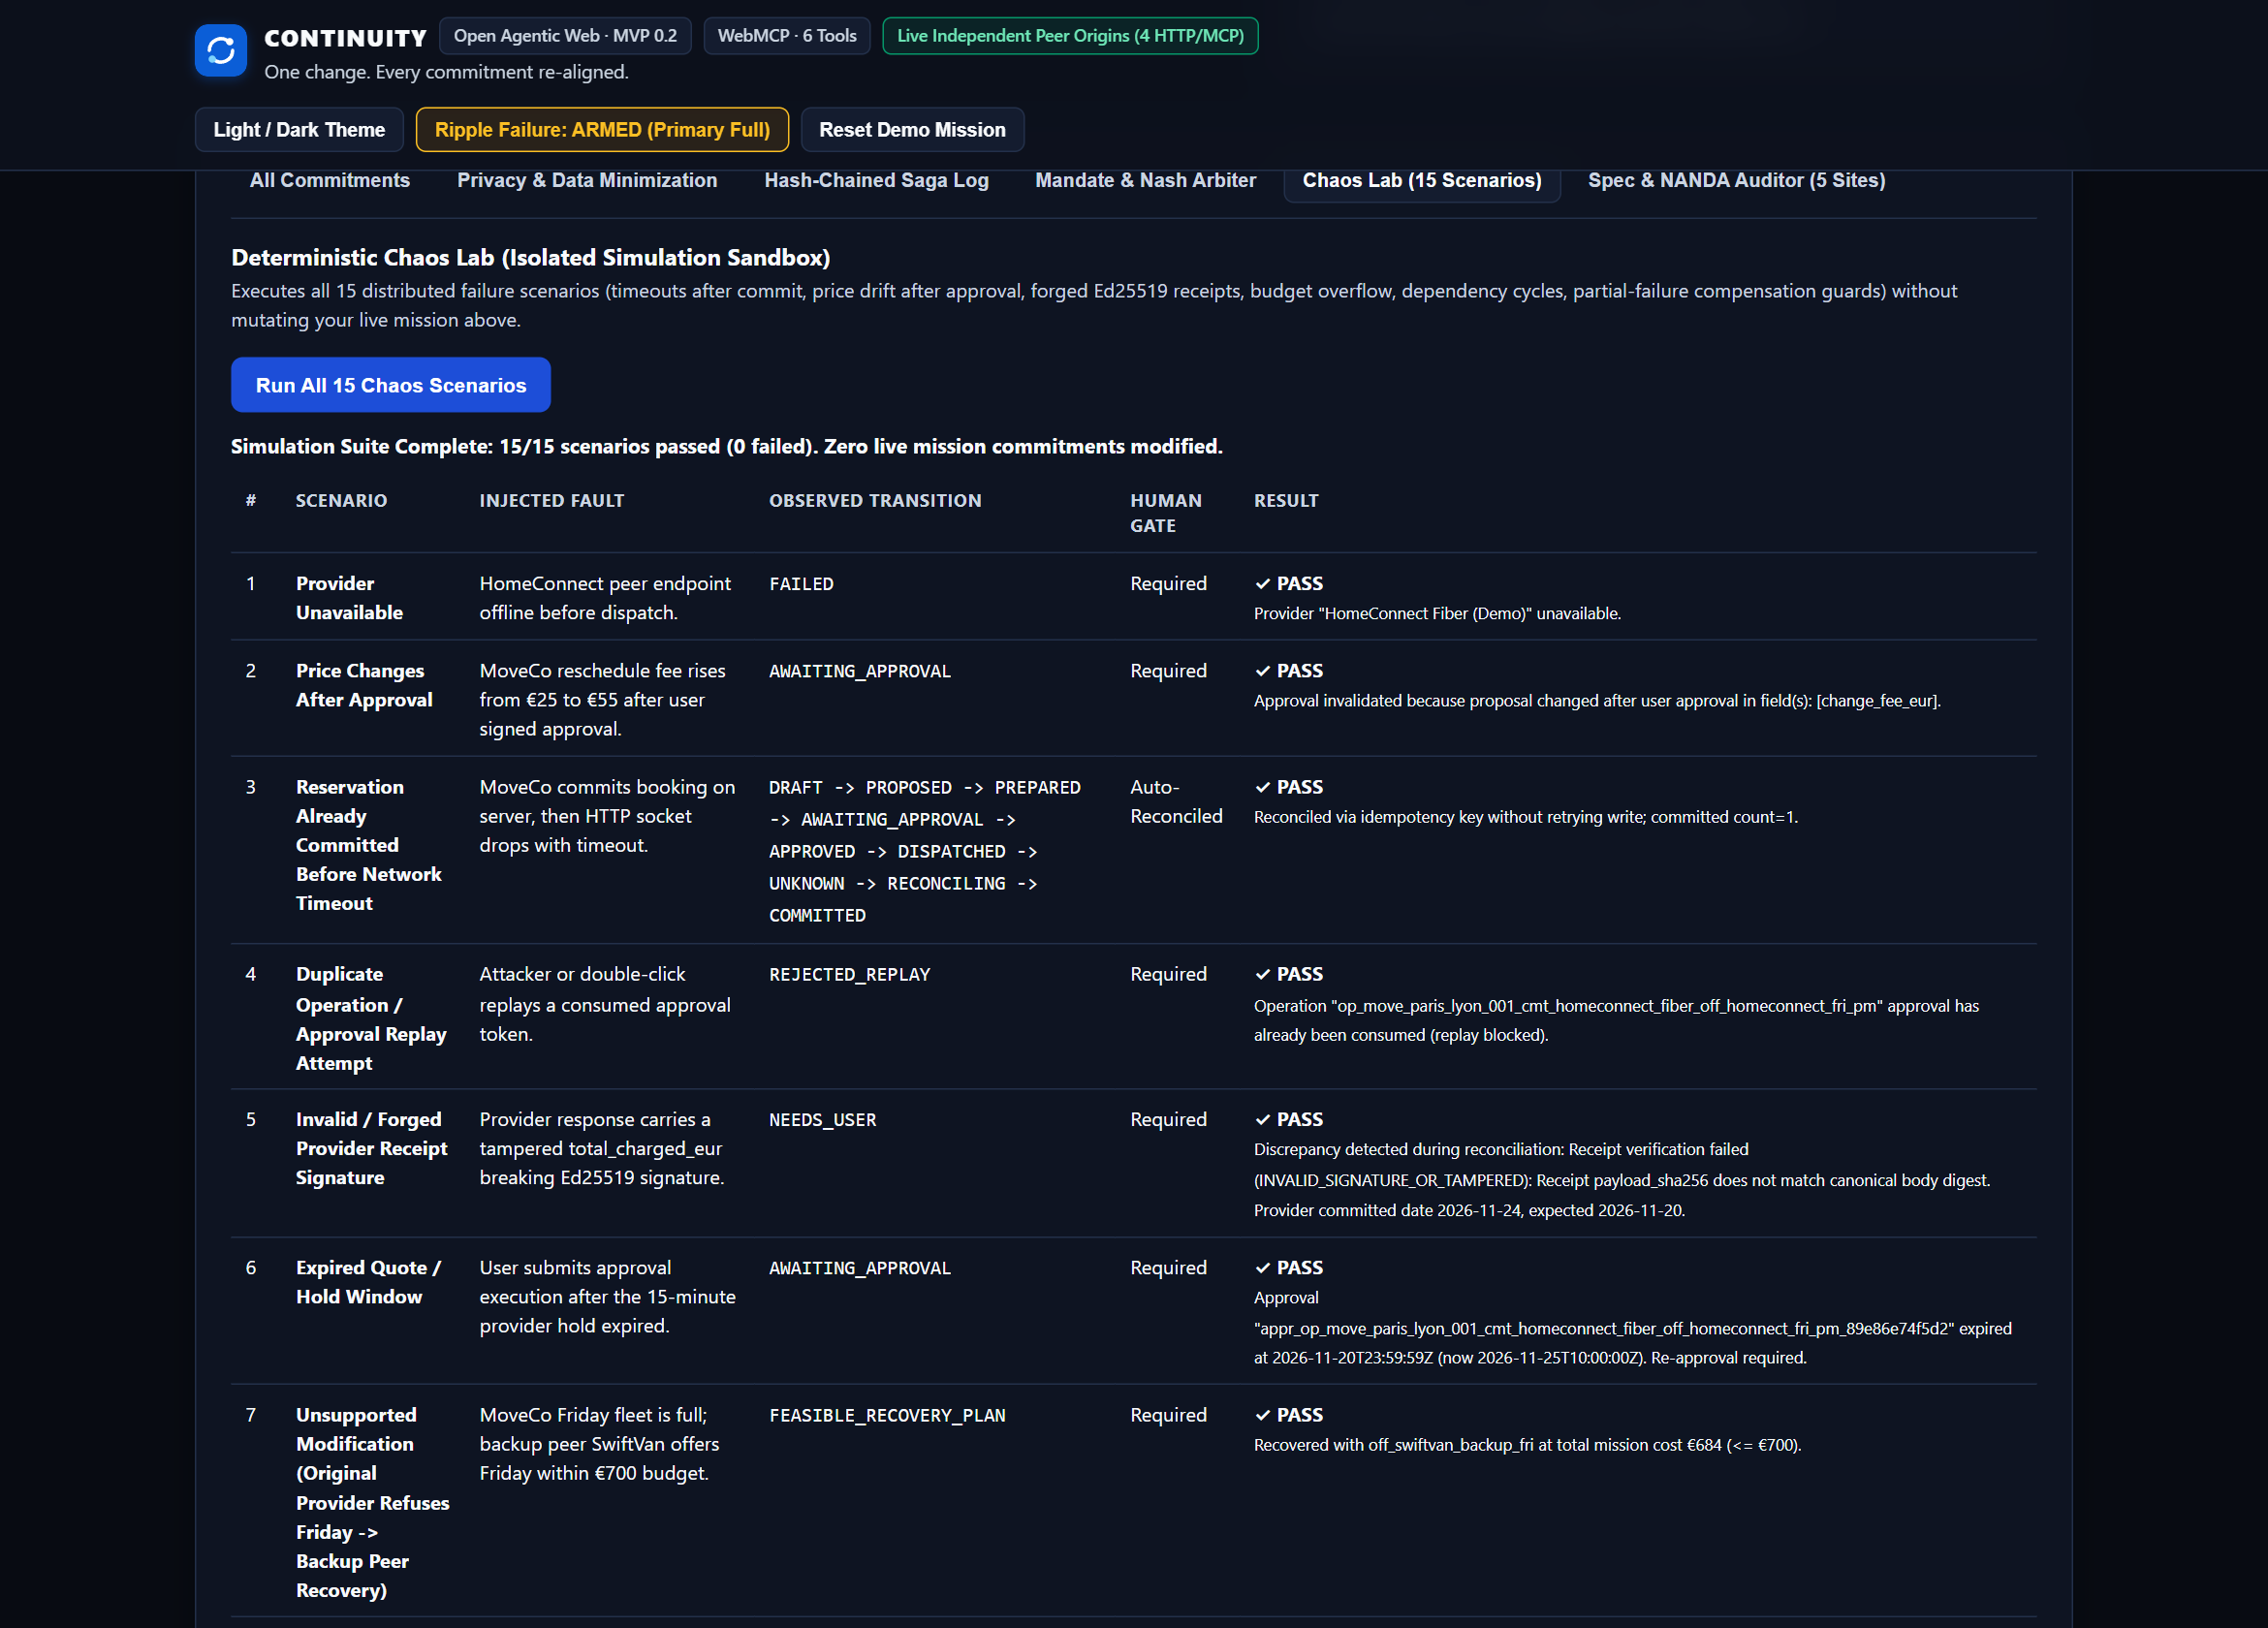 CONTINUITY
Open Agentic Web · MVP 0.2
WebMCP · 6 Tools
Live Independent Peer Origins (4 HTTP/MCP)
One change. Every commitment re-aligned.
Light / Dark Theme
Ripple Failure: ARMED (Primary Full)
Reset Demo Mission
All Commitments
Privacy & Data Minimization
Hash-Chained Saga Log
Mandate & Nash Arbiter
Chaos Lab (15 Scenarios)
Spec & NANDA Auditor (5 Sites)
Deterministic Chaos Lab (Isolated Simulation Sandbox)
Executes all 15 distributed failure scenarios (timeouts after commit, price drift after approval, forged Ed25519 receipts, budget overflow, dependency cycles, partial-failure compensation guards) without
mutating your live mission above.
Run All 15 Chaos Scenarios
Simulation Suite Complete: 15/15 scenarios passed (0 failed). Zero live mission commitments modified.
#
SCENARIO
INJECTED FAULT
OBSERVED TRANSITION
HUMAN
GATE
RESULT
1
Provider
Unavailable
HomeConnect peer endpoint
offline before dispatch.
FAILED
Required
✓ PASS
Provider "HomeConnect Fiber (Demo)" unavailable.
2
Price Changes
After Approval
MoveCo reschedule fee rises
from €25 to €55 after user
signed approval.
AWAITING_APPROVAL
Required
✓ PASS
Approval invalidated because proposal changed after user approval in field(s): [change_fee_eur].
3
Reservation
Already
Committed
Before Network
Timeout
MoveCo commits booking on
server, then HTTP socket
drops with timeout.
DRAFT -> PROPOSED -> PREPARED
-> AWAITING_APPROVAL ->
APPROVED -> DISPATCHED ->
UNKNOWN -> RECONCILING ->
COMMITTED
Auto-
Reconciled
✓ PASS
Reconciled via idempotency key without retrying write; committed count=1.
4
Duplicate
Operation /
Approval Replay
Attempt
Attacker or double-click
replays a consumed approval
token.
REJECTED_REPLAY
Required
✓ PASS
Operation "op_move_paris_lyon_001_cmt_homeconnect_fiber_off_homeconnect_fri_pm" approval has
already been consumed (replay blocked).
5
Invalid / Forged
Provider Receipt
Signature
Provider response carries a
tampered total_charged_eur
breaking Ed25519 signature.
NEEDS_USER
Required
✓ PASS
Discrepancy detected during reconciliation: Receipt verification failed
(INVALID_SIGNATURE_OR_TAMPERED): Receipt payload_sha256 does not match canonical body digest.
Provider committed date 2026-11-24, expected 2026-11-20.
6
Expired Quote /
Hold Window
User submits approval
execution after the 15-minute
provider hold expired.
AWAITING_APPROVAL
Required
✓ PASS
Approval
"appr_op_move_paris_lyon_001_cmt_homeconnect_fiber_off_homeconnect_fri_pm_89e86e74f5d2" expired
at 2026-11-20T23:59:59Z (now 2026-11-25T10:00:00Z). Re-approval required.
7
Unsupported
Modification
(Original
Provider Refuses
Friday ->
Backup Peer
Recovery)
MoveCo Friday fleet is full;
backup peer SwiftVan offers
Friday within €700 budget.
FEASIBLE_RECOVERY_PLAN
Required
✓ PASS
Recovered with off_swiftvan_backup_fri at total mission cost €684 (<= €700).